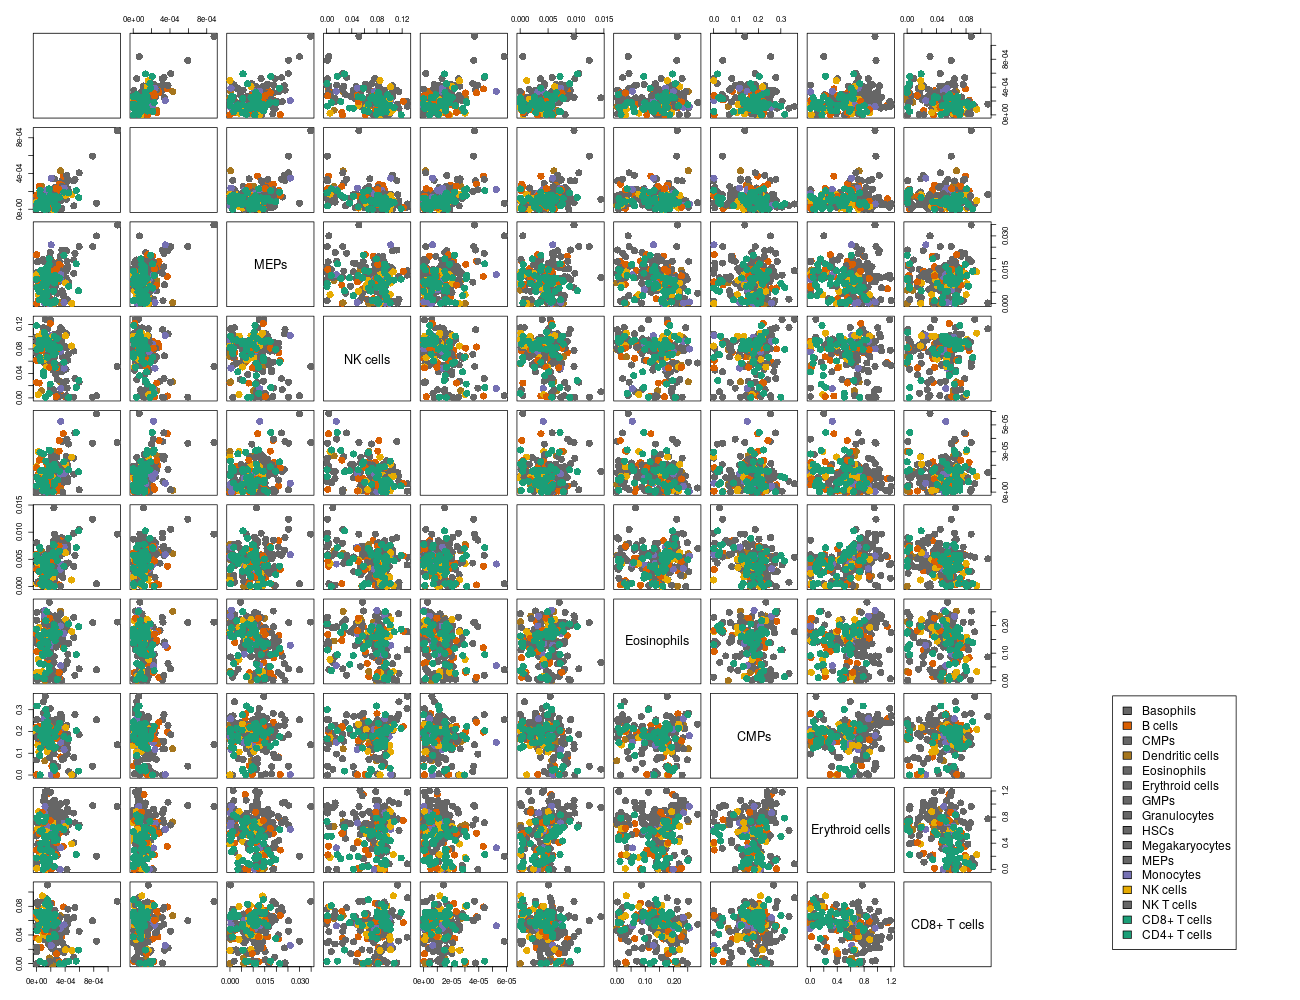 0e+00 4e-04 8e-04 0.00 0.04 0.08 0.12 0.000 0.005 0.010 0.015 0.0 0.1 0.2 0.3 0.00 0.04 0.08
0e+00 4e-04 8e-04
0e+00 4e-04 8e-04
MEPs
0.000 0.015 0.030
0.00 0.04 0.08 0.12
NK cells
0e+00 3e-05 5e-05
0.000 0.005 0.010 0.015
Eosinophils
0.00 0.10 0.20
0.0 0.1 0.2 0.3
CMPs
Erythroid cells
0.0 0.4 0.8 1.2
0.00 0.04 0.08
CD8+ T cells
0e+00 4e-04 8e-04 0.000 0.015 0.030 0e+00 2e-05 4e-05 6e-05 0.00 0.10 0.20 0.0 0.4 0.8 1.2
Basophils
B cells
CMPs
Dendritic cells
Eosinophils
Erythroid cells
GMPs
Granulocytes
HSCs
Megakaryocytes
MEPs
Monocytes
NK cells
NK T cells
CD8+ T cells
CD4+ T cells